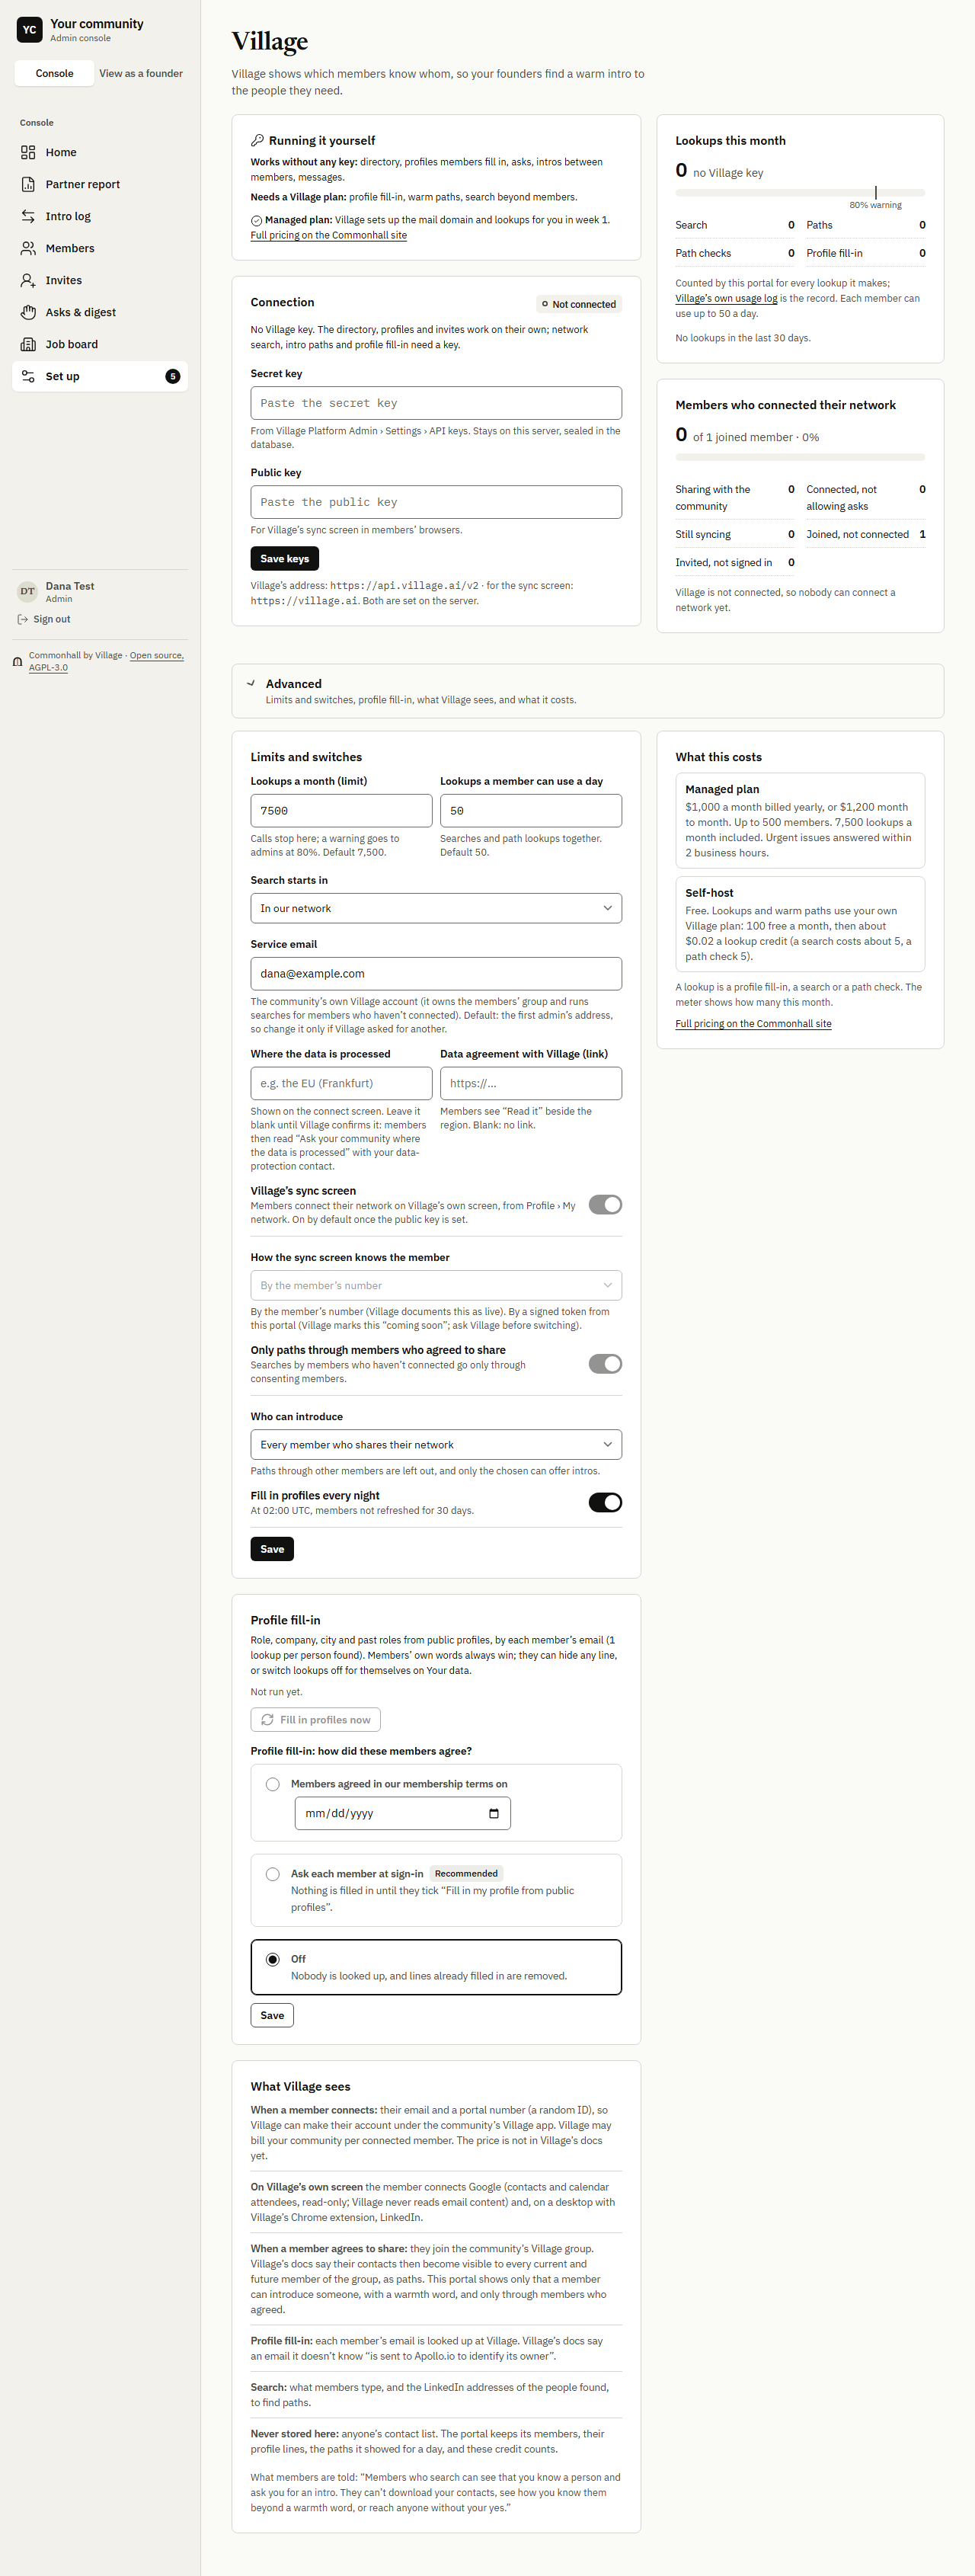 YC
Your community
Admin console
Console
View as a founder
Console
Home
Partner report
Intro log
Members
Invites
Asks & digest
Job board
Set up
5
DT
Dana Test
Admin
Sign out
Commonhall by Village · Open source,
AGPL-3.0
Village
Village shows which members know whom, so your founders find a warm intro to
the people they need.
Running it yourself
Works without any key: directory, profiles members fill in, asks, intros between
members, messages.
Needs a Village plan: profile fill-in, warm paths, search beyond members.
Managed plan: Village sets up the mail domain and lookups for you in week 1.
Full pricing on the Commonhall site
Connection
Not connected
No Village key. The directory, profiles and invites work on their own; network
search, intro paths and profile fill-in need a key.
Secret key
Paste the secret key
From Village Platform Admin › Settings › API keys. Stays on this server, sealed in the
database.
Public key
Paste the public key
For Village’s sync screen in members’ browsers.
Save keys
Village’s address: https://api.village.ai/v2 · for the sync screen:
https://village.ai. Both are set on the server.
Lookups this month
0 no Village key
80% warning
Search 0
Paths 0
Path checks 0
Profile fill-in 0
Counted by this portal for every lookup it makes;
Village’s own usage log is the record. Each member can
use up to 50 a day.
No lookups in the last 30 days.
Members who connected their network
0 of 1 joined member · 0%
Sharing with the
community 0
Connected, not
allowing asks 0
Still syncing 0
Joined, not connected 1
Invited, not signed in 0
Village is not connected, so nobody can connect a
network yet.
Advanced
Limits and switches, profile fill-in, what Village sees, and what it costs.
Limits and switches
Lookups a month (limit)
7500
Calls stop here; a warning goes to
admins at 80%. Default 7,500.
Lookups a member can use a day
50
Searches and path lookups together.
Default 50.
Search starts in
In our network
Service email
dana@example.com
The community’s own Village account (it owns the members’ group and runs
searches for members who haven’t connected). Default: the first admin’s address,
so change it only if Village asked for another.
Where the data is processed
e.g. the EU (Frankfurt)
Shown on the connect screen. Leave it
blank until Village confirms it: members
then read “Ask your community where
the data is processed” with your data-
protection contact.
Data agreement with Village (link)
https://...
Members see “Read it” beside the
region. Blank: no link.
Village’s sync screen
Members connect their network on Village’s own screen, from Profile › My
network. On by default once the public key is set.
How the sync screen knows the member
By the member’s number
By the member’s number (Village documents this as live). By a signed token from
this portal (Village marks this “coming soon”; ask Village before switching).
Only paths through members who agreed to share
Searches by members who haven’t connected go only through
consenting members.
Who can introduce
Every member who shares their network
Paths through other members are left out, and only the chosen can offer intros.
Fill in profiles every night
At 02:00 UTC, members not refreshed for 30 days.
Save
What this costs
Managed plan
$1,000 a month billed yearly, or $1,200 month
to month. Up to 500 members. 7,500 lookups a
month included. Urgent issues answered within
2 business hours.
Self-host
Free. Lookups and warm paths use your own
Village plan: 100 free a month, then about
$0.02 a lookup credit (a search costs about 5, a
path check 5).
A lookup is a profile fill-in, a search or a path check. The
meter shows how many this month.
Full pricing on the Commonhall site
Profile fill-in
Role, company, city and past roles from public profiles, by each member’s email (1
lookup per person found). Members’ own words always win; they can hide any line,
or switch lookups off for themselves on Your data.
Not run yet.
Fill in profiles now
Profile fill-in: how did these members agree?
Members agreed in our membership terms on
mm/dd/yyyy
Ask each member at sign-in Recommended
Nothing is filled in until they tick “Fill in my profile from public
profiles”.
Off
Nobody is looked up, and lines already filled in are removed.
Save
What Village sees
When a member connects: their email and a portal number (a random ID), so
Village can make their account under the community’s Village app. Village may
bill your community per connected member. The price is not in Village’s docs
yet.
On Village’s own screen the member connects Google (contacts and calendar
attendees, read-only; Village never reads email content) and, on a desktop with
Village’s Chrome extension, LinkedIn.
When a member agrees to share: they join the community’s Village group.
Village’s docs say their contacts then become visible to every current and
future member of the group, as paths. This portal shows only that a member
can introduce someone, with a warmth word, and only through members who
agreed.
Profile fill-in: each member’s email is looked up at Village. Village’s docs say
an email it doesn’t know “is sent to Apollo.io to identify its owner”.
Search: what members type, and the LinkedIn addresses of the people found,
to find paths.
Never stored here: anyone’s contact list. The portal keeps its members, their
profile lines, the paths it showed for a day, and these credit counts.
What members are told: “Members who search can see that you know a person and
ask you for an intro. They can’t download your contacts, see how you know them
beyond a warmth word, or reach anyone without your yes.”